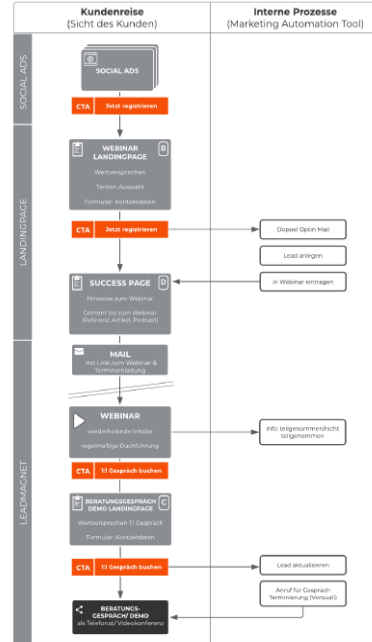 Kundenreise
(Sicht des Kunden)
Interne Prozesse
(Marketing Automation Tool)
SOCIAL ADS
SOCIAL ADS
CTA Jetzt registrieren
LANDINGPAGE
WEBINAR
LANDINGPAGE
B
Wertversprechen
Termin Auswahl
Formular: Kontaktdaten
CTA Jetzt registrieren
Doppel Optin Mail
Lead anlegen
in Webinar eintragen
SUCCESS PAGE
D
Hinweise zum Webinar
Content bis zum Webinar
(Referenz, Artikel, Podcast)
LEADMAGNET
MAIL
mit Link zum Webinar &
Termineinladung
WEBINAR
wiederholende Inhalte
regelmäßige Duchführung
Info: teilgenommen/nicht
teilgenommen
CTA 1:1 Gespräch buchen
BERATUNGSGESPRÄCH
DEMO LANDINGPAGE
C
Wertversprechen 1:1 Gespräch
Formular: Kontaktdaten
CTA 1:1 Gespräch buchen
Lead aktualisieren
Anruf für Gespräch
Terminierung (Vorquali)
BERATUNGS-
GESPRÄCH/ DEMO
als Telefonat/ Videokonferenz